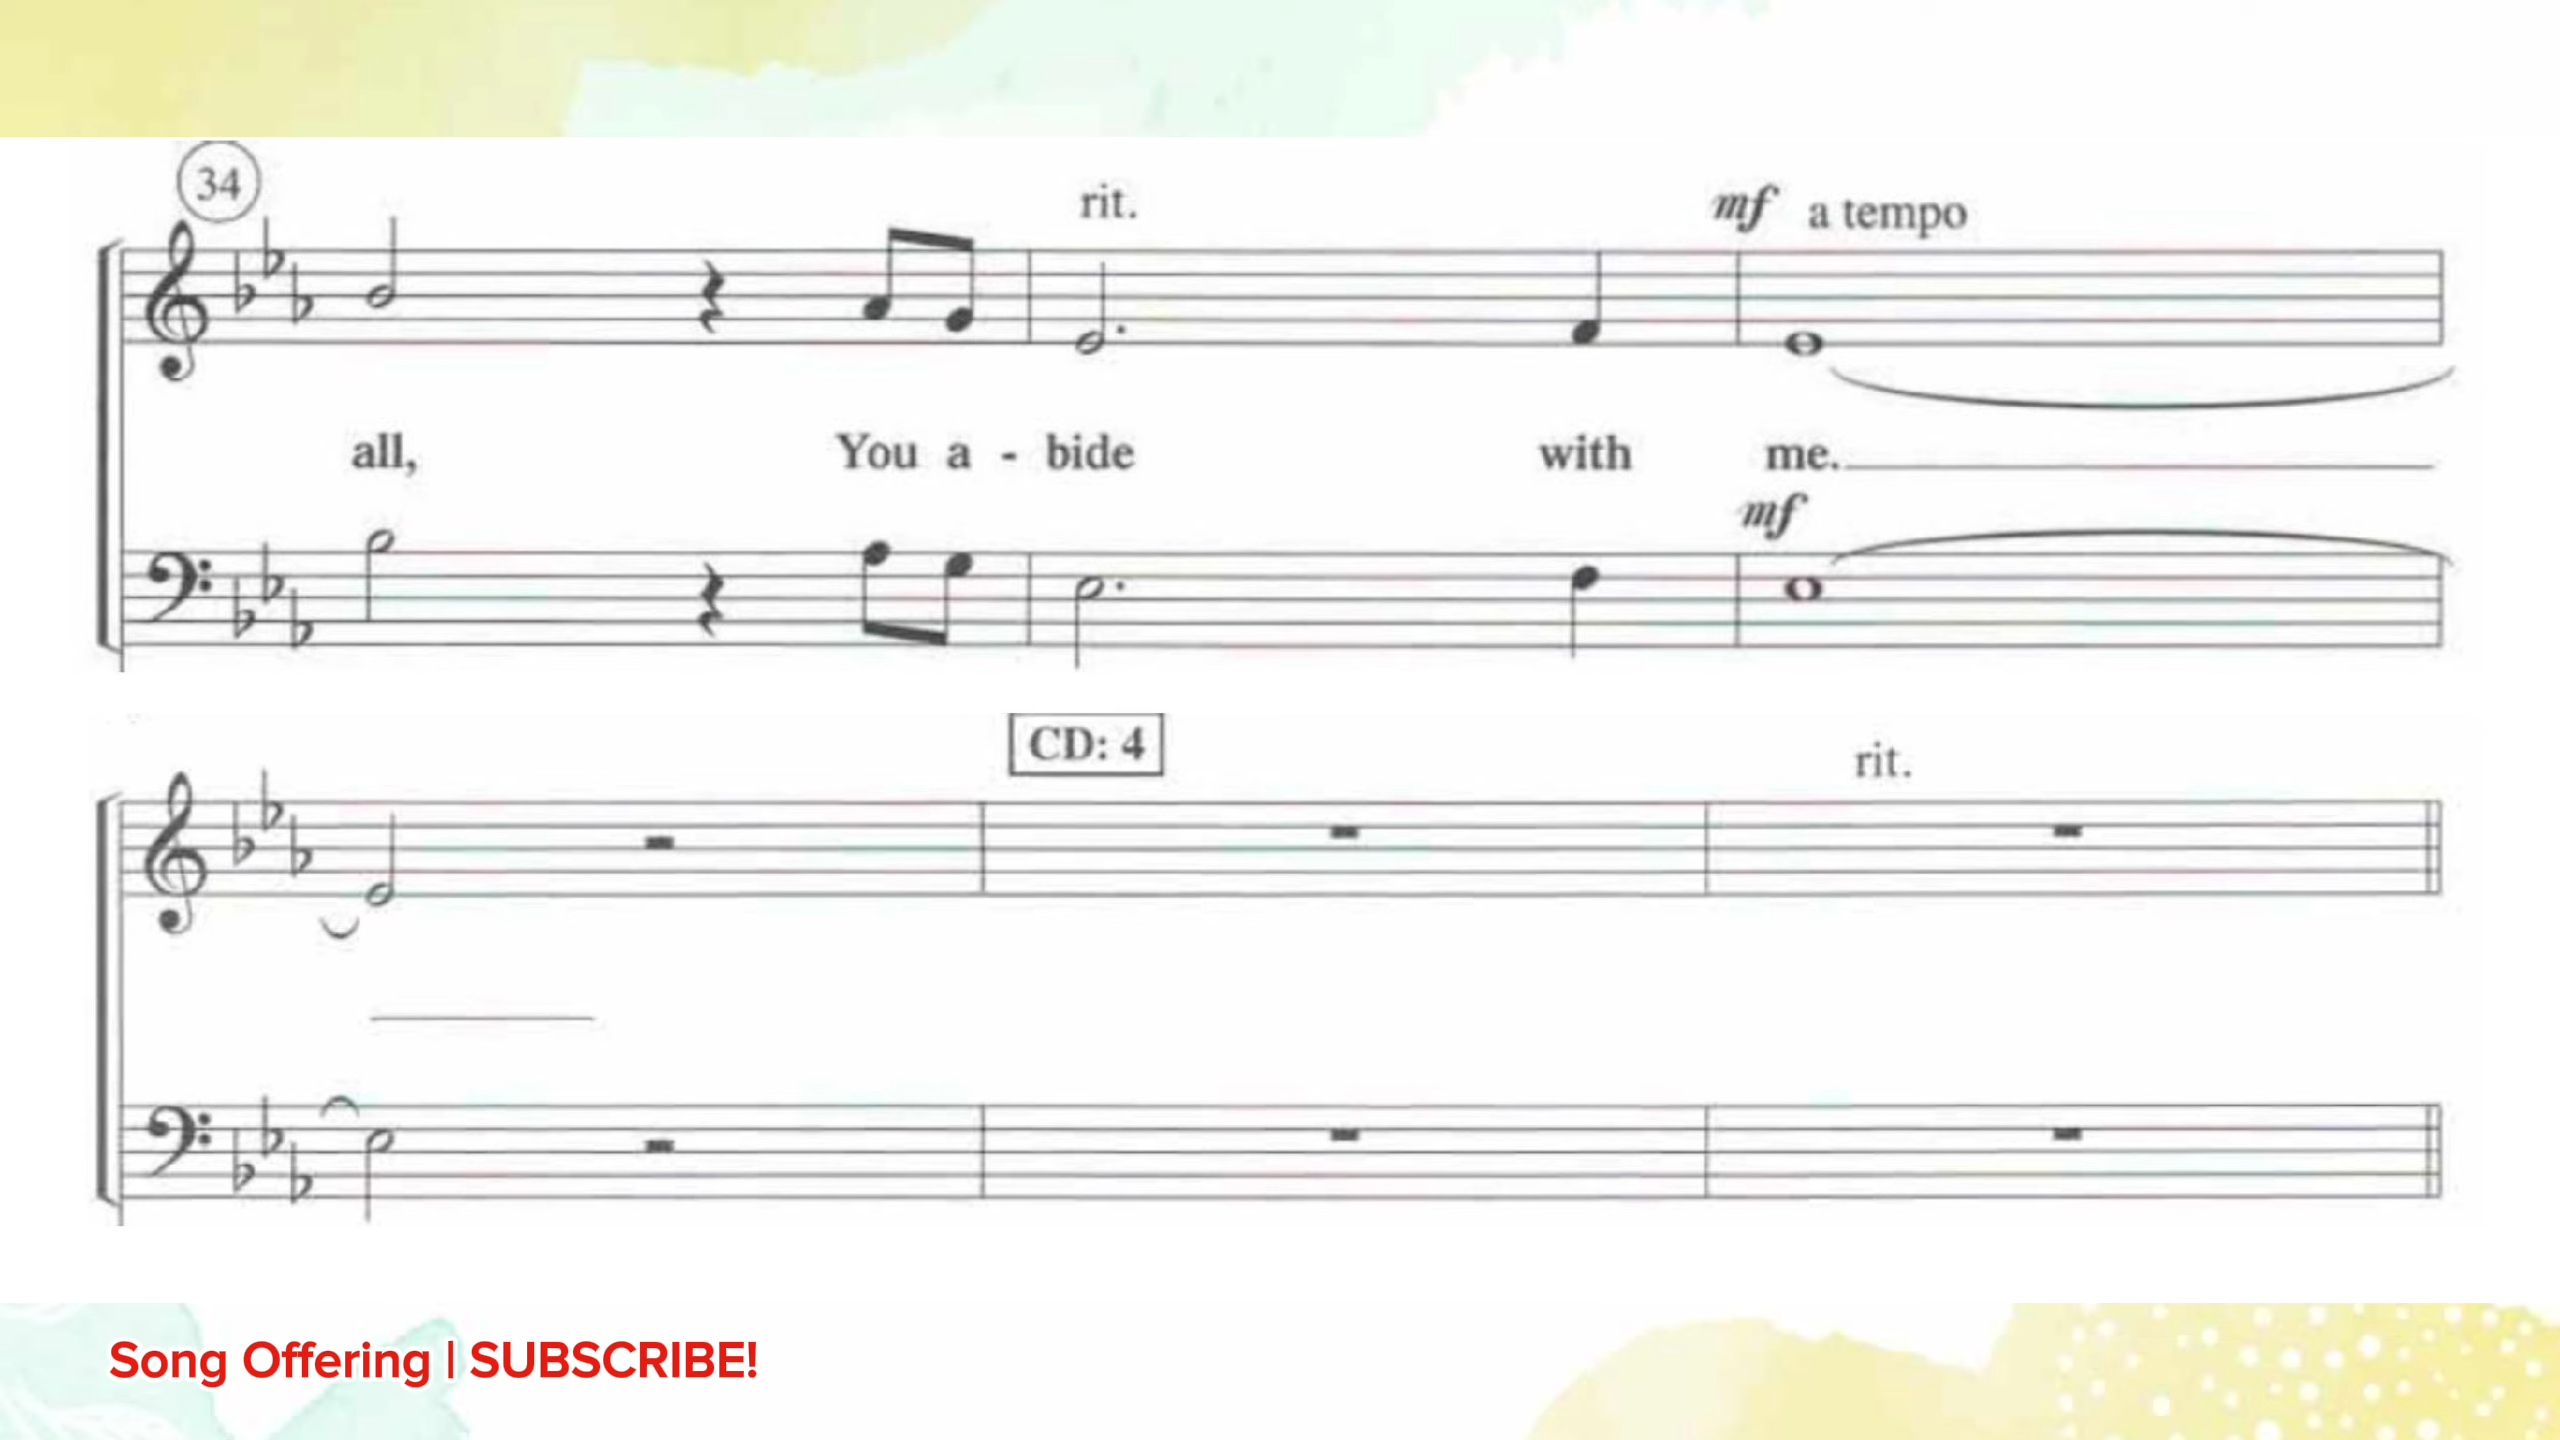 34
rit.
mf a tempo
all, You a - bide with me.
mf
CD: 4
rit.
Song Offering | SUBSCRIBE!